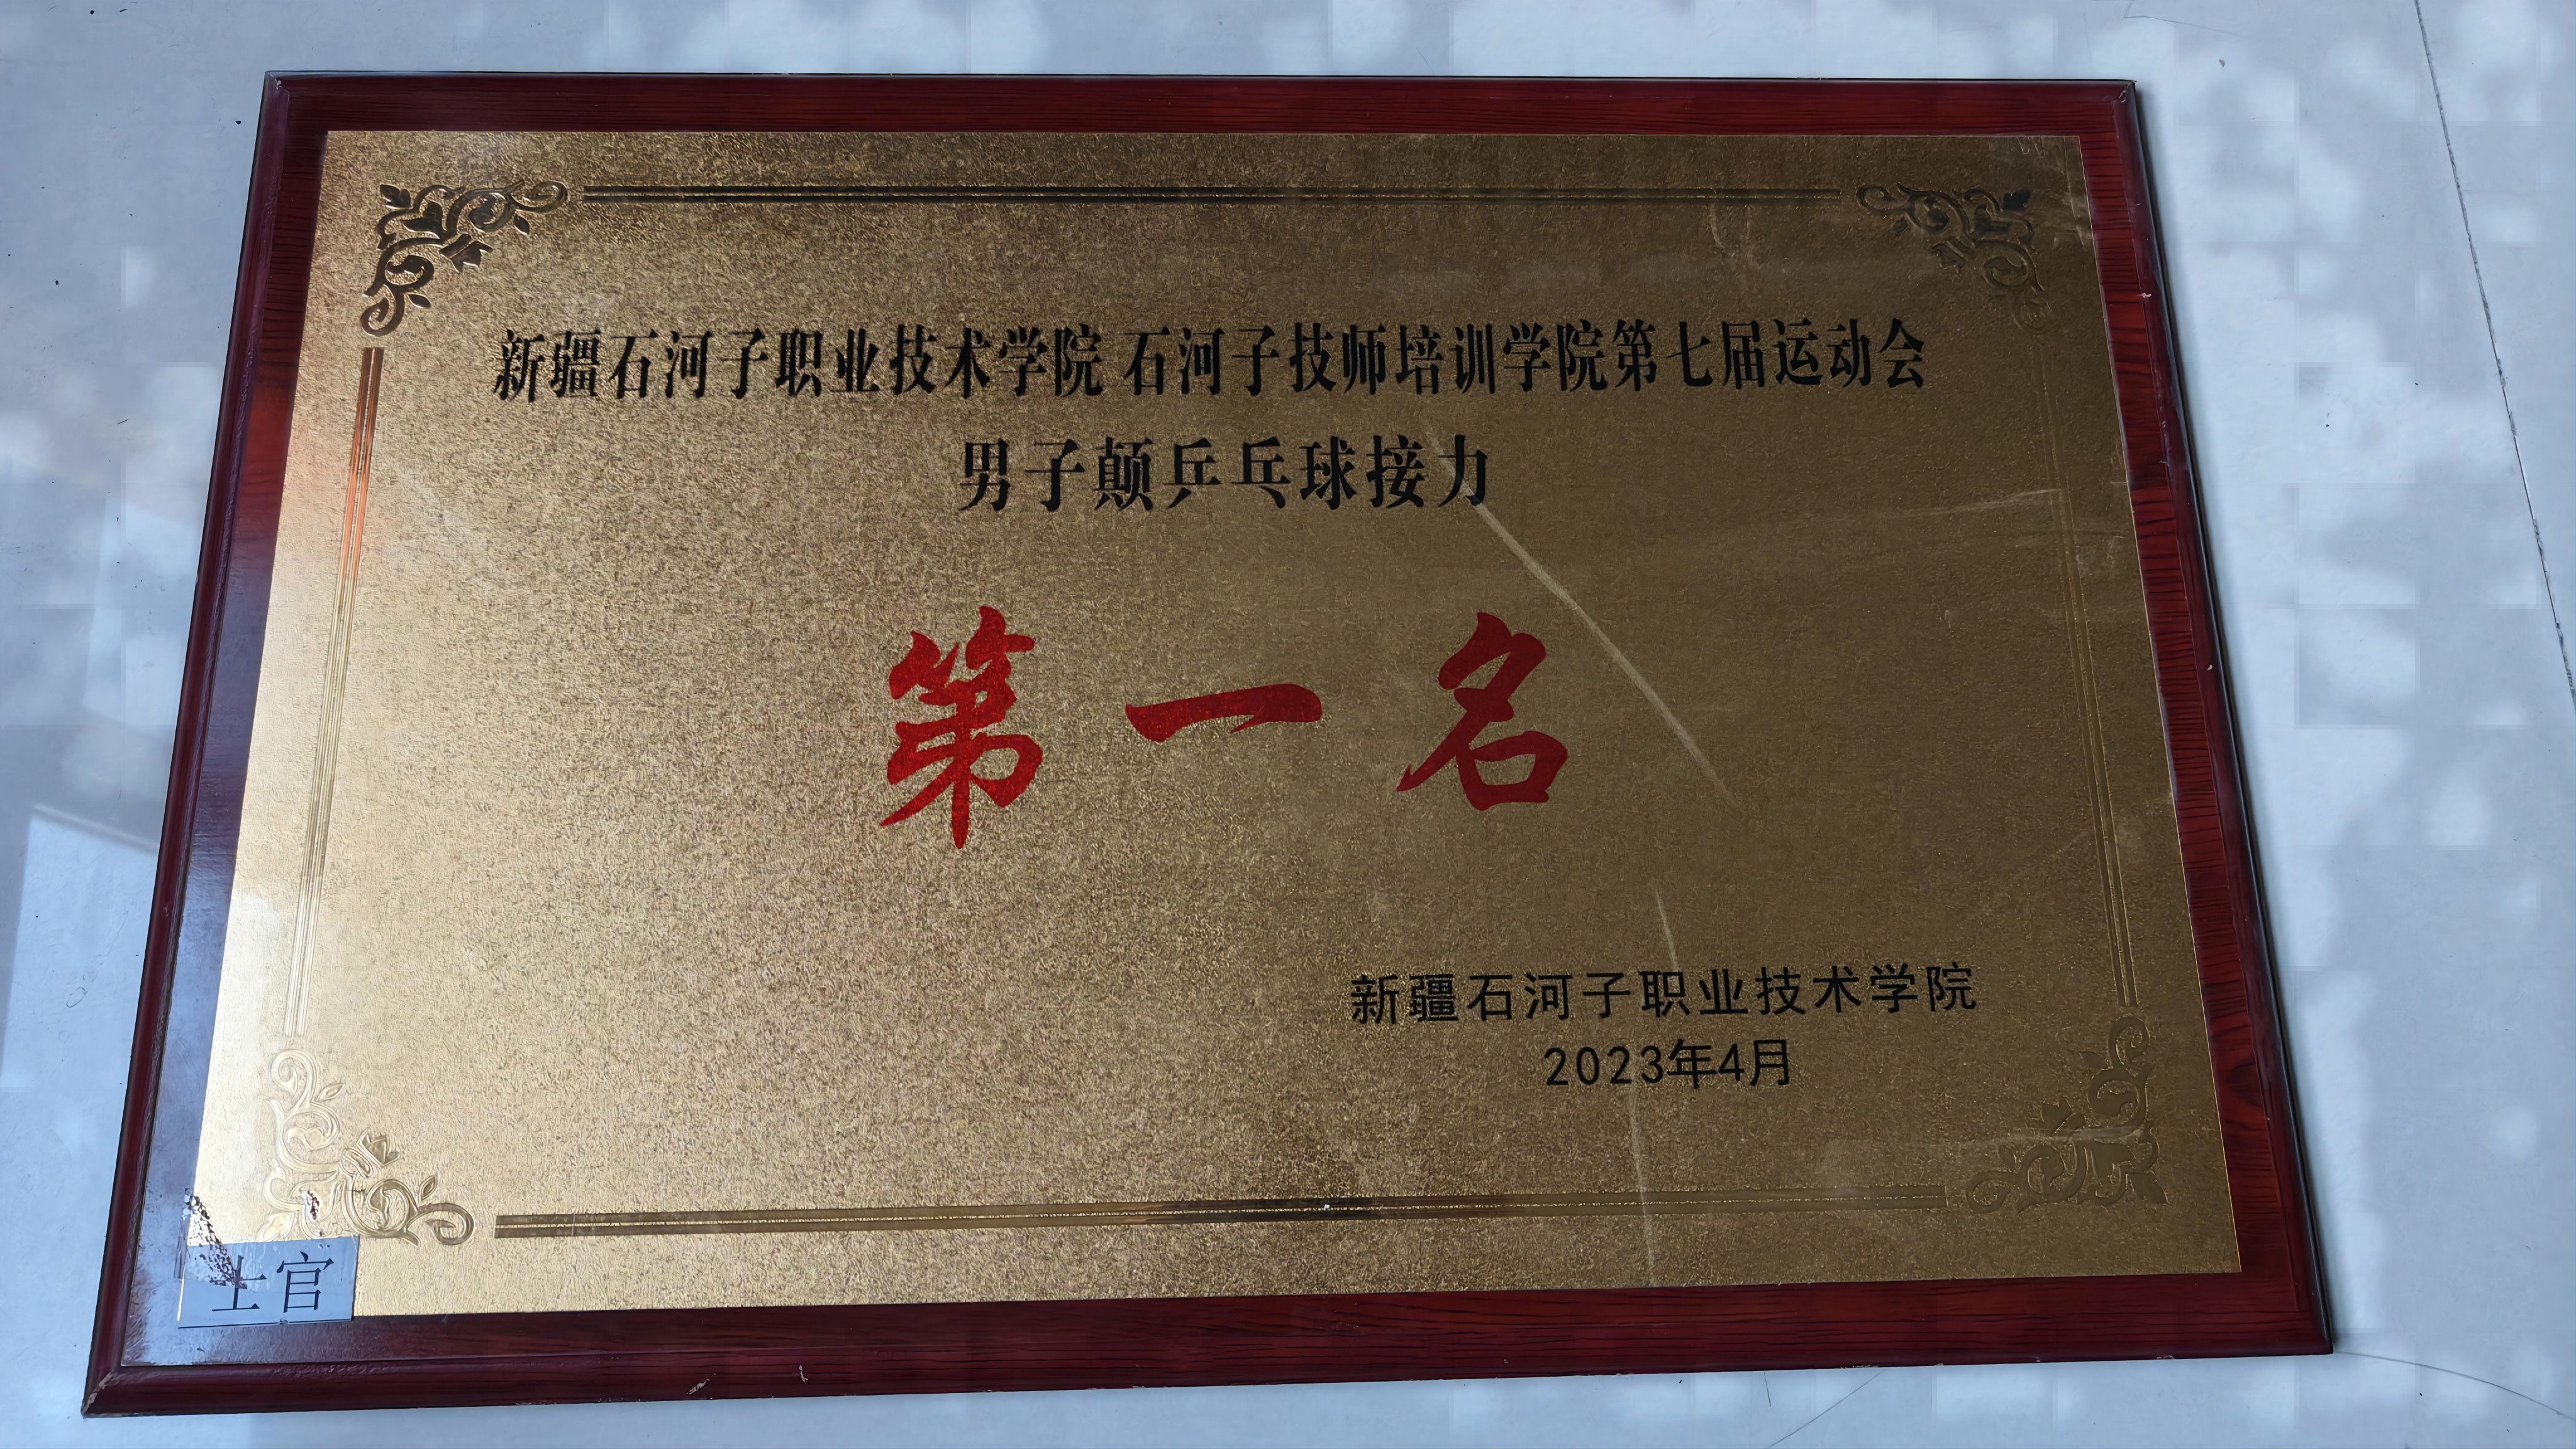 新疆石河子职业技术学院 石河子技师培训学院第七届运动会
男子颠乒乓球接力
第一名
新疆石河子职业技术学院
2023年4月
士官